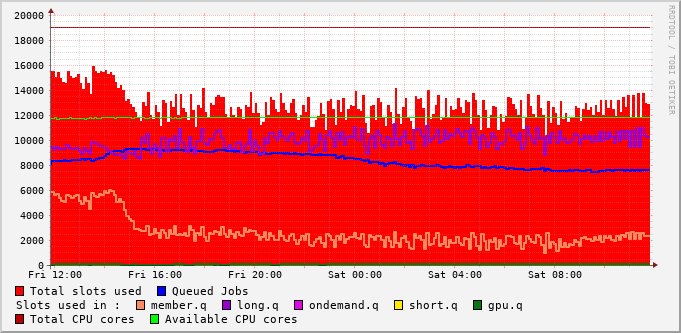 20000
18000
16000
14000
12000
10000
8000
6000
4000
2000
0
Fri 12:00 Fri 16:00 Fri 20:00 Sat 00:00 Sat 04:00 Sat 08:00
Total slots used Queued Jobs
Slots used in : member.q long.q ondemand.q short.q gpu.q
Total CPU cores Available CPU cores
RRDTOOL / TOBI OETIKER